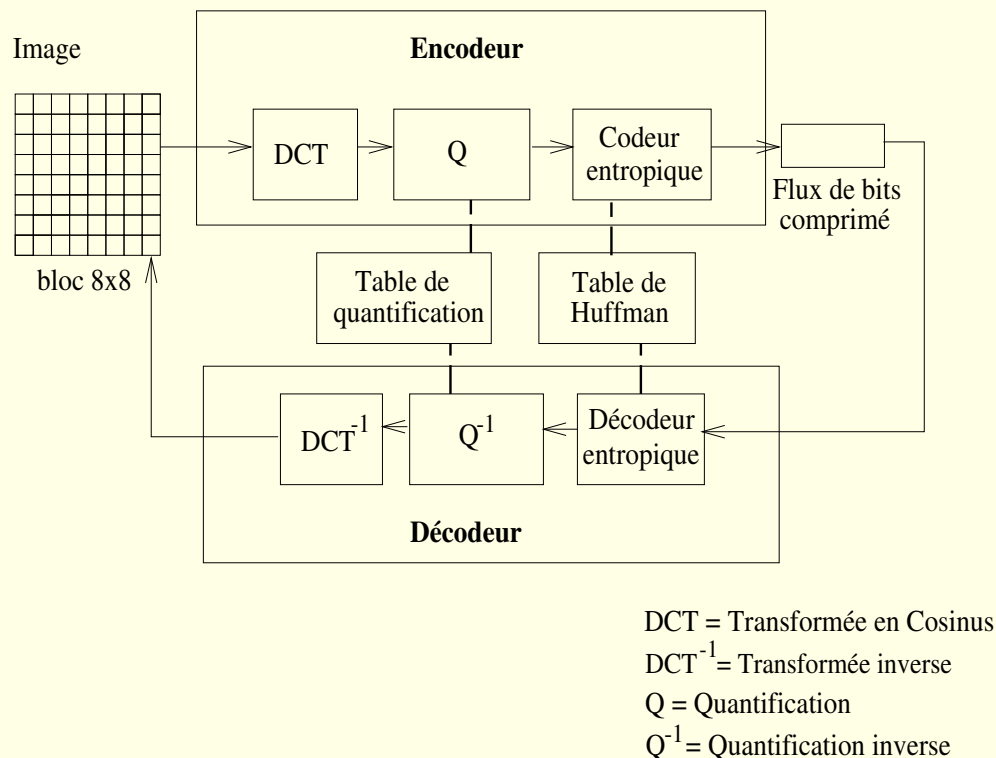 Image
Encodeur
DCT
Q
Codeur
entropique
Flux de bits
comprimé
bloc 8x8
Table de
quantification
Table de
Huffman
DCT-1
Q-1
Décodeur
entropique
Décodeur
DCT = Transformée en Cosinus
DCT-1 = Transformée inverse
Q = Quantification
Q-1 = Quantification inverse